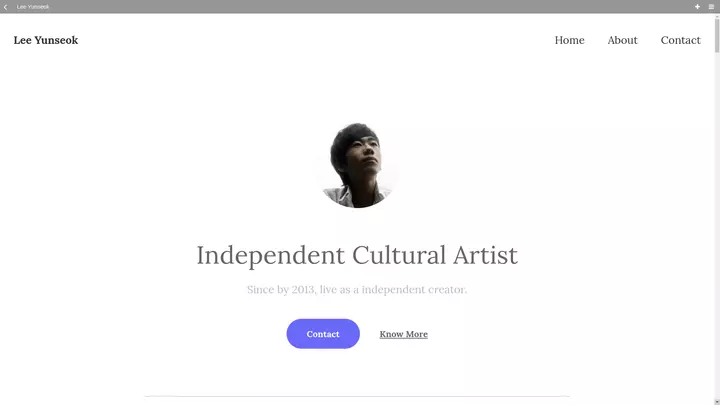 Lee Yunseok
Lee Yunseok
Home About Contact
Independent Cultural Artist
Since by 2013, live as a independent creator.
Contact Know More